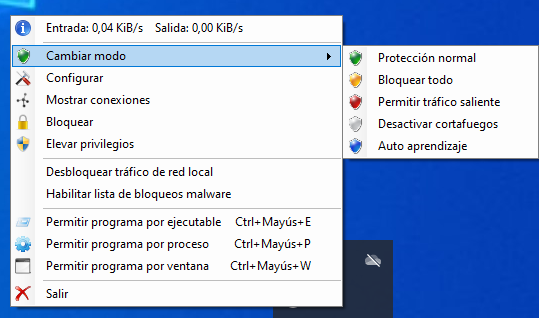 Entrada: 0,04 KiB/s   Salida: 0,00 KiB/s
Cambiar modo
Configurar
Mostrar conexiones
Bloquear
Elevar privilegios
Desbloquear tráfico de red local
Habilitar lista de bloqueos malware
Permitir programa por ejecutable   Ctrl+Mayús+E
Permitir programa por proceso   Ctrl+Mayús+P
Permitir programa por ventana   Ctrl+Mayús+W
Salir
Protección normal
Bloquear todo
Permitir tráfico saliente
Desactivar cortafuegos
Auto aprendizaje